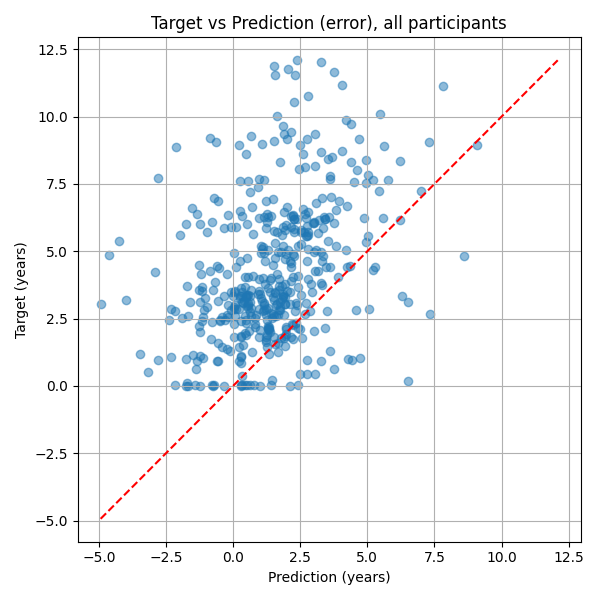 Target vs Prediction (error), all participants
12.5
10.0
7.5
5.0
2.5
0.0
−2.5
−5.0
Target (years)
−5.0 −2.5 0.0 2.5 5.0 7.5 10.0 12.5
Prediction (years)